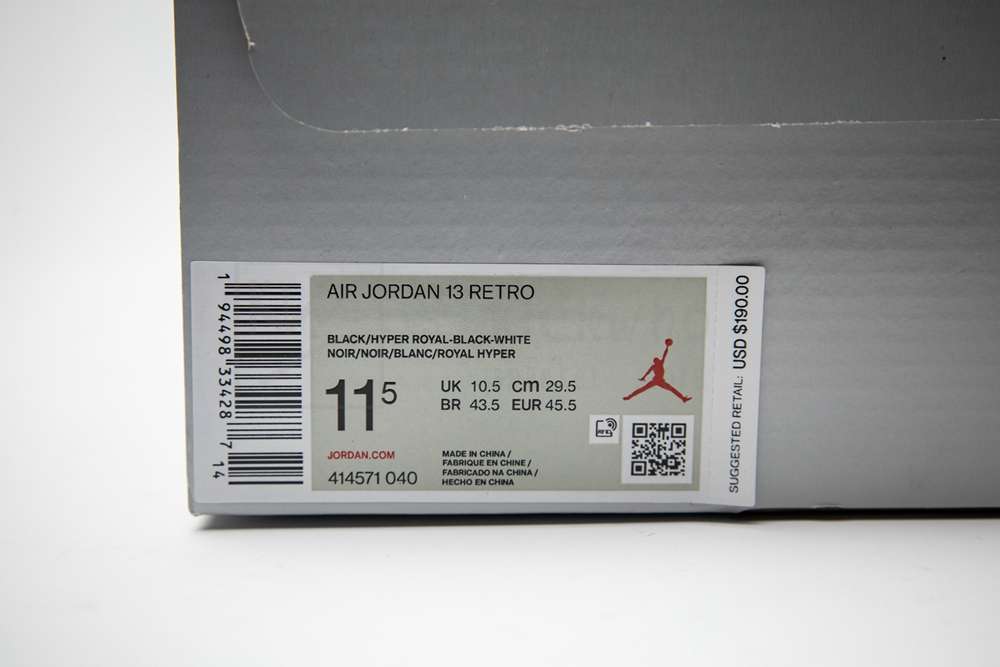 AIR JORDAN 13 RETRO
BLACK/HYPER ROYAL-BLACK-WHITE
NOIR/NOIR/BLANC/ROYAL HYPER
11 5
UK 10.5 cm 29.5
BR 43.5 EUR 45.5
JORDAN.COM
414571 040
MADE IN CHINA /
FABRIQUE EN CHINE /
FABRICADO NA CHINA /
HECHO EN CHINA
1 94498 33428 7 14
SUGGESTED RETAIL: USD $190.00